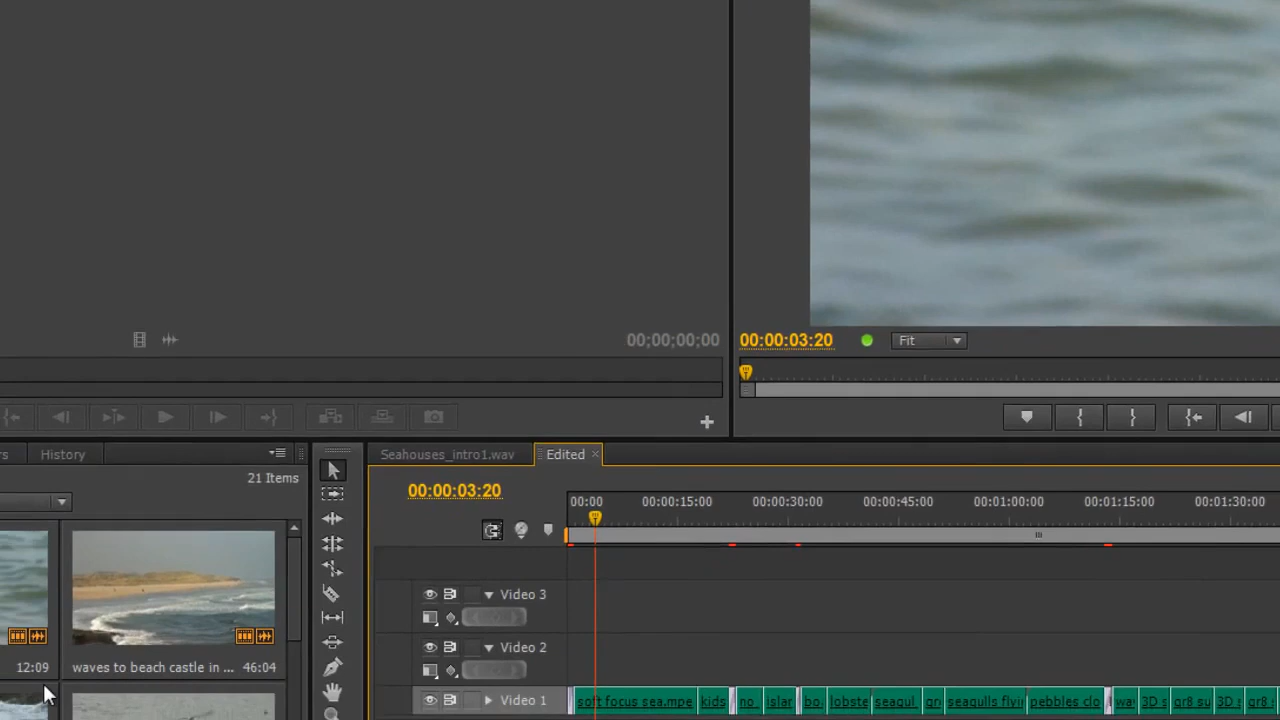 00;00;00;00
00:00:03:20
Fit
History
21 Items
12:09
waves to beach castle in ...
46:04
Seahouses_intro1.wav
Edited
00:00:03:20
00:00
00:00:15:00
00:00:30:00
00:00:45:00
00:01:00:00
00:01:15:00
00:01:30:00
Video 3
Video 2
Video 1
soft focus sea.mpe
kids
no_
islar
bo
lobste
seagul
seagulls flyin
pebbles clo
wa
3D s
gr8 su
3D s
gr8